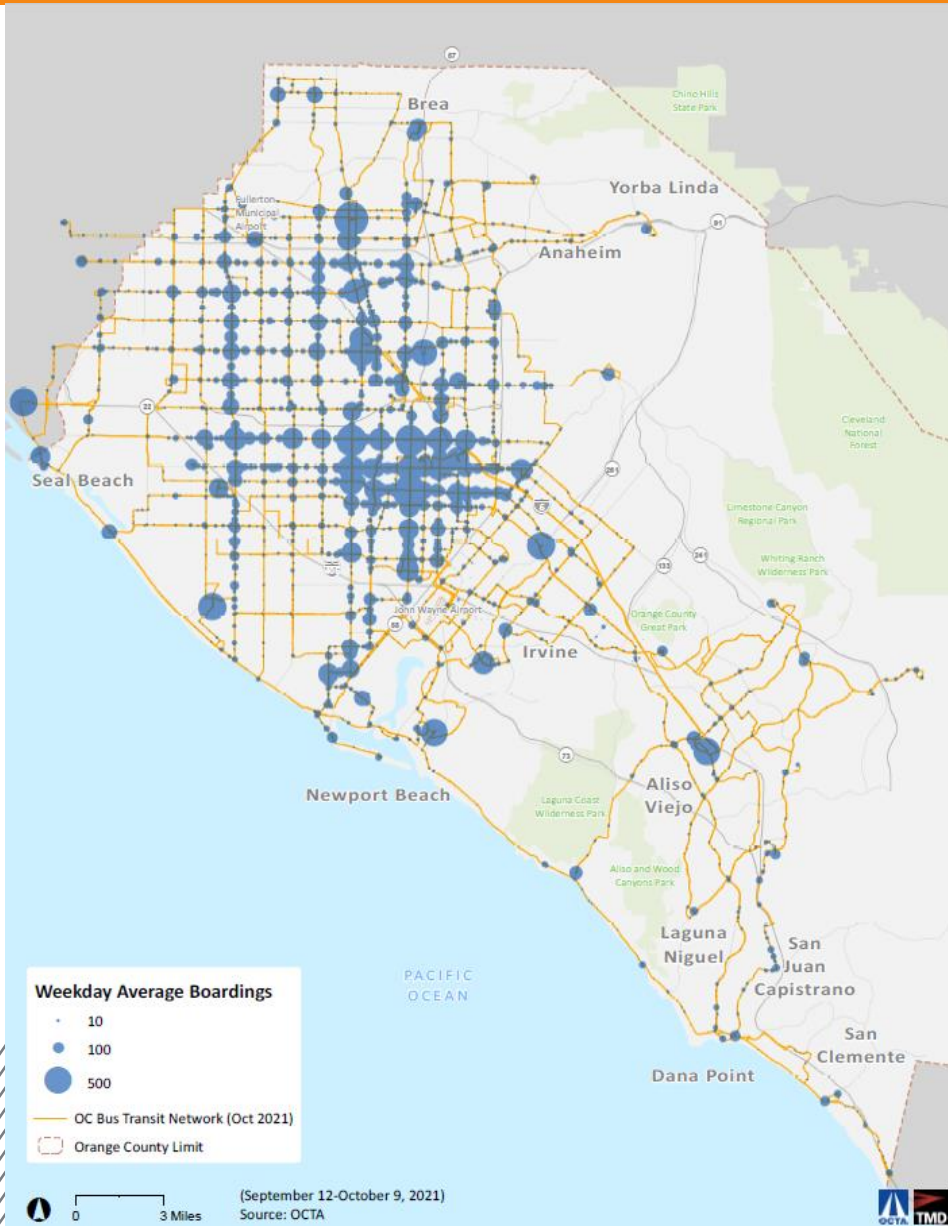 57
Chino Hills
State Park
Brea
Yorba Linda
Fullerton
Municipal
Airport
91
Anaheim
22
Cleveland
National
Forest
Seal Beach
261
Limestone Canyon
Regional Park
Whiting Ranch
Wilderness Park
241
133
John Wayne Airport
Orange County
Great Park
Irvine
73
Newport Beach
Aliso
Viejo
Laguna Coast
Wilderness Park
Aliso and Wood
Canyons Park
Laguna
Niguel
San
Juan
Capistrano
PACIFIC
OCEAN
San
Clemente
Dana Point
Weekday Average Boardings
10
100
500
OC Bus Transit Network (Oct 2021)
Orange County Limit
0 3 Miles
(September 12-October 9, 2021)
Source: OCTA
OCTA
TMD